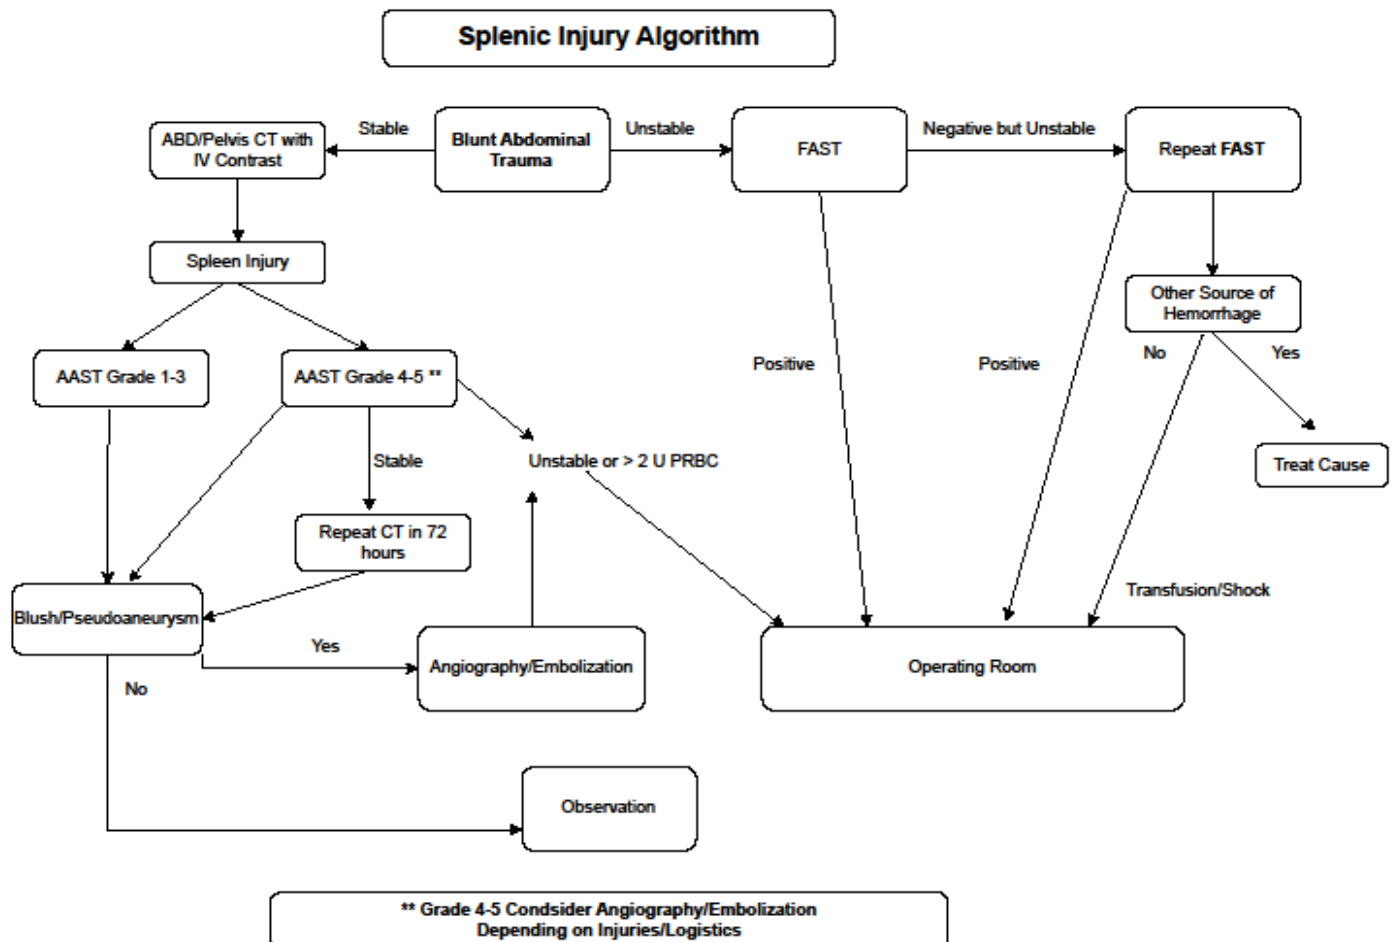 Splenic Injury Algorithm
ABD/Pelvis CT with
IV Contrast
Stable
Blunt Abdominal
Trauma
Unstable
FAST
Negative but Unstable
Repeat FAST
Spleen Injury
Other Source of
Hemorrhage
No
Yes
AAST Grade 1-3
AAST Grade 4-5 **
Positive
Positive
Stable
Unstable or > 2 U PRBC
Treat Cause
Repeat CT in 72
hours
Transfusion/Shock
Blush/Pseudoaneurysm
Yes
Angiography/Embolization
Operating Room
No
Observation
** Grade 4-5 Condsider Angiography/Embolization
Depending on Injuries/Logistics